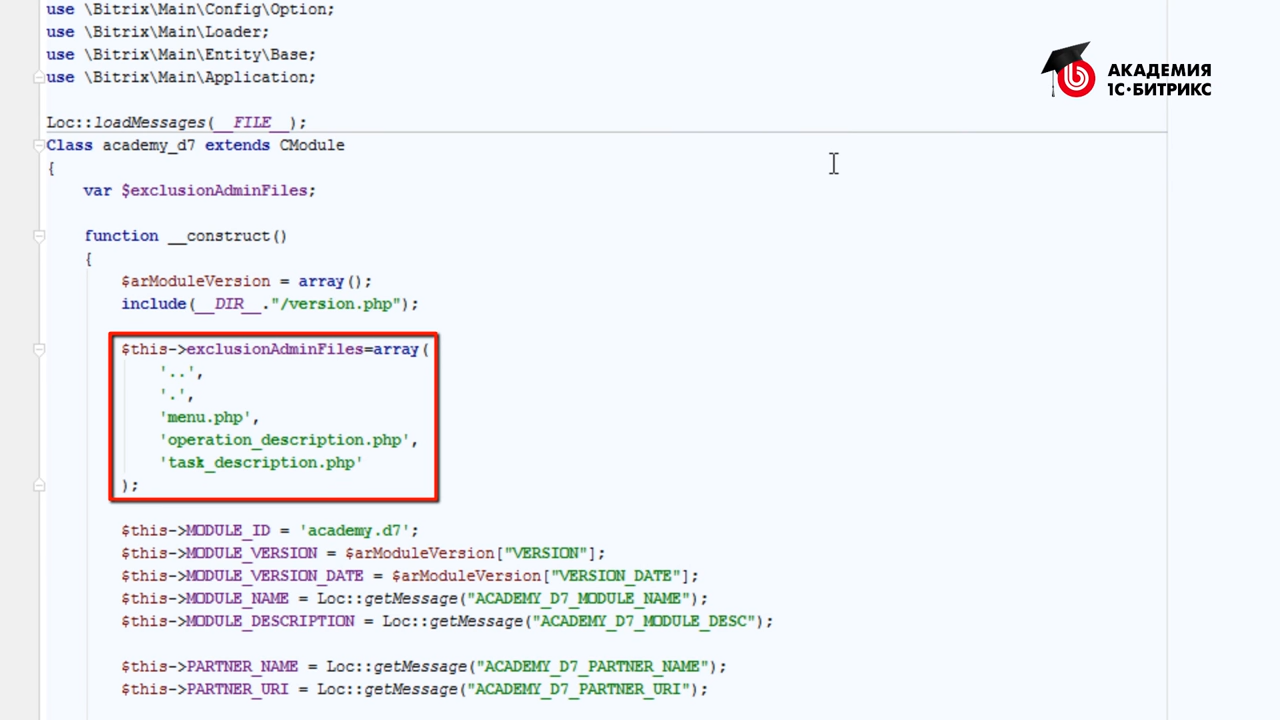 use \Bitrix\Main\Config\Option;
use \Bitrix\Main\Loader;
use \Bitrix\Main\Entity\Base;
use \Bitrix\Main\Application;
АКАДЕМИЯ
1С·БИТРИКС
Loc::loadMessages(__FILE__);
Class academy_d7 extends CModule
{
var $exclusionAdminFiles;
function __construct()
{
$arModuleVersion = array();
include(__DIR__."/version.php");
$this->exclusionAdminFiles=array(
'..',
'.',
'menu.php',
'operation_description.php',
'task_description.php'
);
$this->MODULE_ID = 'academy.d7';
$this->MODULE_VERSION = $arModuleVersion["VERSION"];
$this->MODULE_VERSION_DATE = $arModuleVersion["VERSION_DATE"];
$this->MODULE_NAME = Loc::getMessage("ACADEMY_D7_MODULE_NAME");
$this->MODULE_DESCRIPTION = Loc::getMessage("ACADEMY_D7_MODULE_DESC");
$this->PARTNER_NAME = Loc::getMessage("ACADEMY_D7_PARTNER_NAME");
$this->PARTNER_URI = Loc::getMessage("ACADEMY_D7_PARTNER_URI");